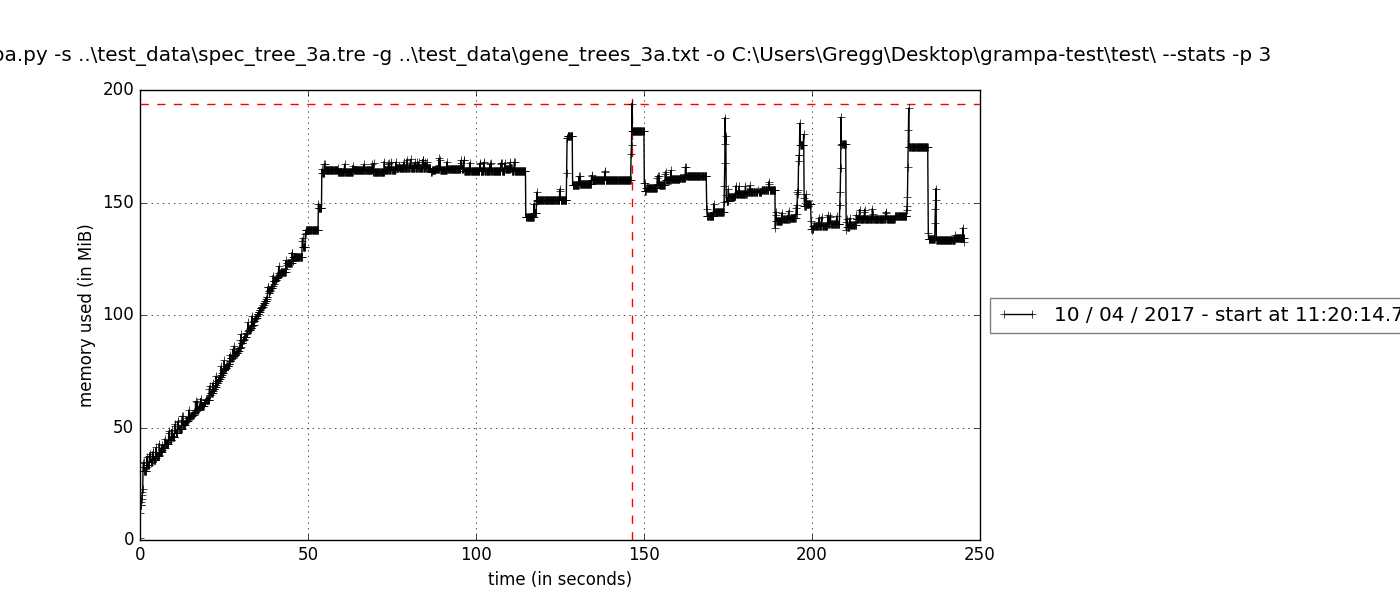 pa.py -s ..\test_data\spec_tree_3a.tre -g ..\test_data\gene_trees_3a.txt -o C:\Users\Gregg\Desktop\grampa-test\test\ --stats -p 3
200
150
100
50
0
memory used (in MiB)
0 50 100 150 200 250
time (in seconds)
10 / 04 / 2017 - start at 11:20:14.7